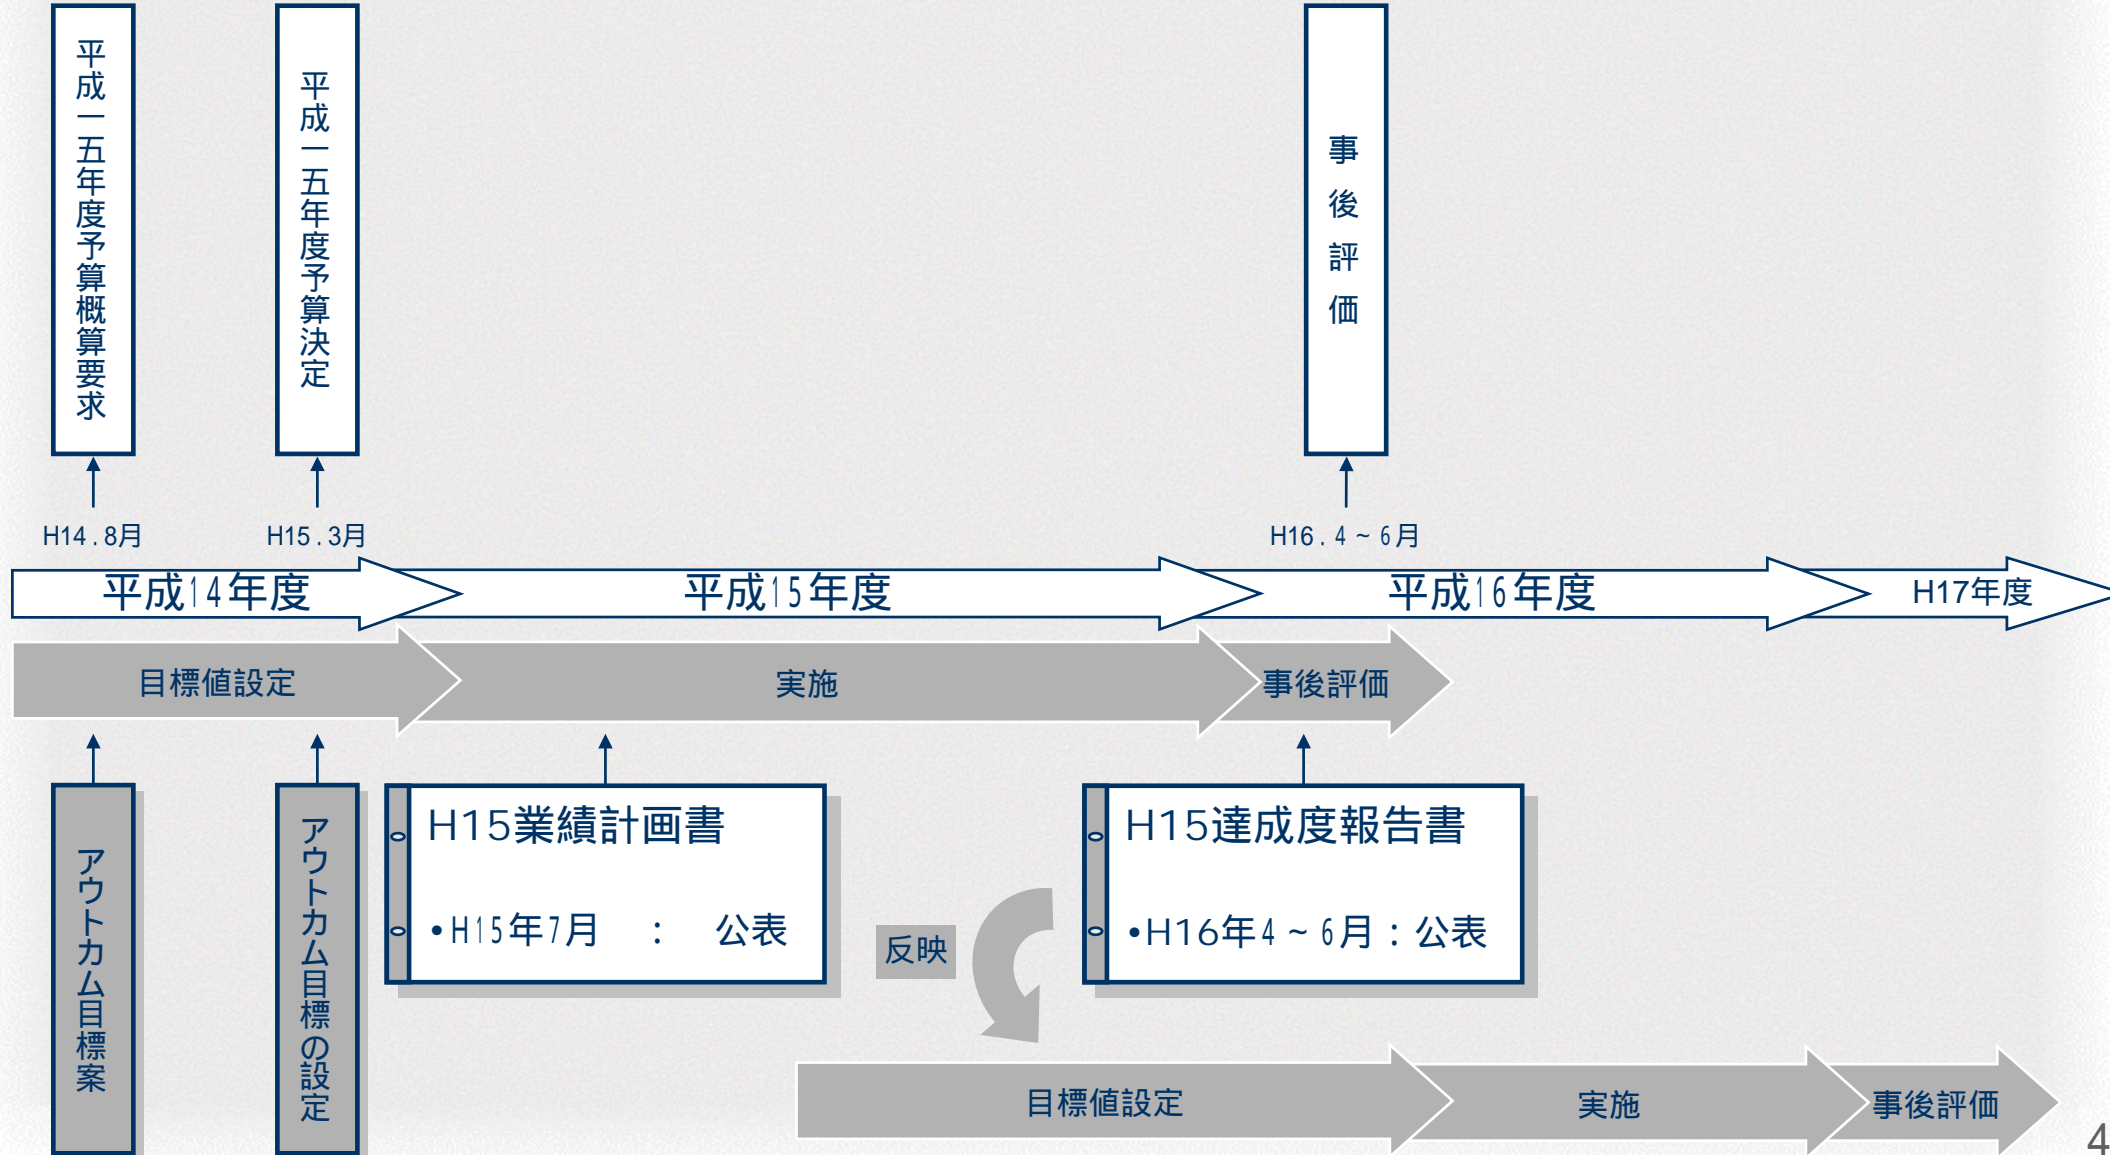 平成一五年度予算概算要求
平成一五年度予算決定
事後評価
H14.8月
H15.3月
H16.4~6月
平成14年度
平成15年度
平成16年度
H17年度
目標値設定
実施
事後評価
アウトカム目標案
アウトカム目標の設定
H15業績計画書
•H15年7月 : 公表
反映
H15達成度報告書
•H16年4~6月:公表
目標値設定
実施
事後評価
4